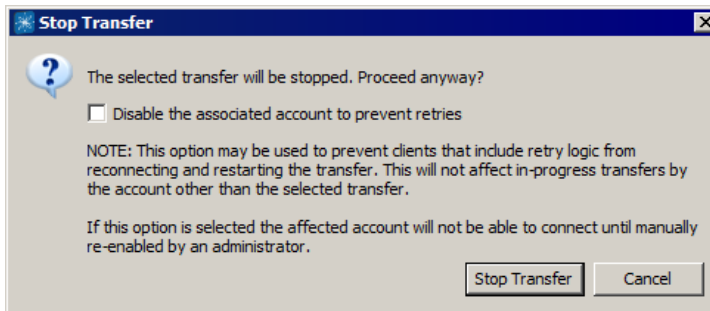 Stop Transfer
The selected transfer will be stopped. Proceed anyway?
Disable the associated account to prevent retries
NOTE: This option may be used to prevent clients that include retry logic from
reconnecting and restarting the transfer. This will not affect in-progress transfers by
the account other than the selected transfer.
If this option is selected the affected account will not be able to connect until manually
re-enabled by an administrator.
Stop Transfer
Cancel